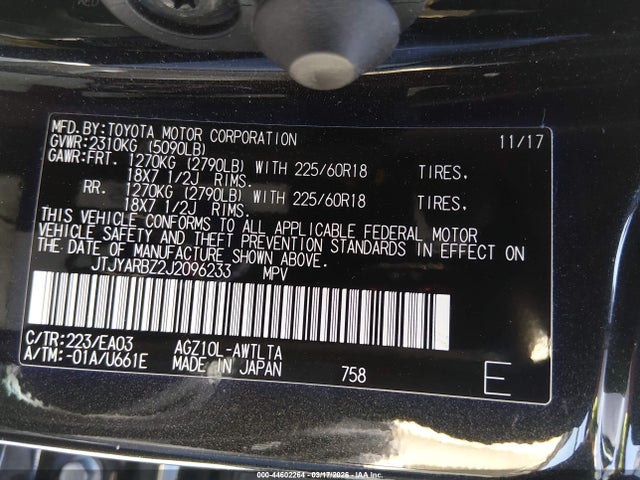 MFD.BY:TOYOTA MOTOR CORPORATION 11/17
GVWR:2310KG (5090LB)
GAWR:FRT. 1270KG (2790LB) WITH 225/60R18 TIRES,
18X7 1/2J RIMS.
RR. 1270KG (2790LB) WITH 225/60R18 TIRES,
18X7 1/2J RIMS.
THIS VEHICLE CONFORMS TO ALL APPLICABLE FEDERAL MOTOR
VEHICLE SAFETY AND THEFT PREVENTION STANDARDS IN EFFECT ON
THE DATE OF MANUFACTURE SHOWN ABOVE.
JTJYARBZ2J2096233 MPV
C/TR:223/EA03 AGZ10L-AWTLTA
A/TM:-01A/U661E MADE IN JAPAN 758 E
000-44602264 - 03/17/2026 - IAA